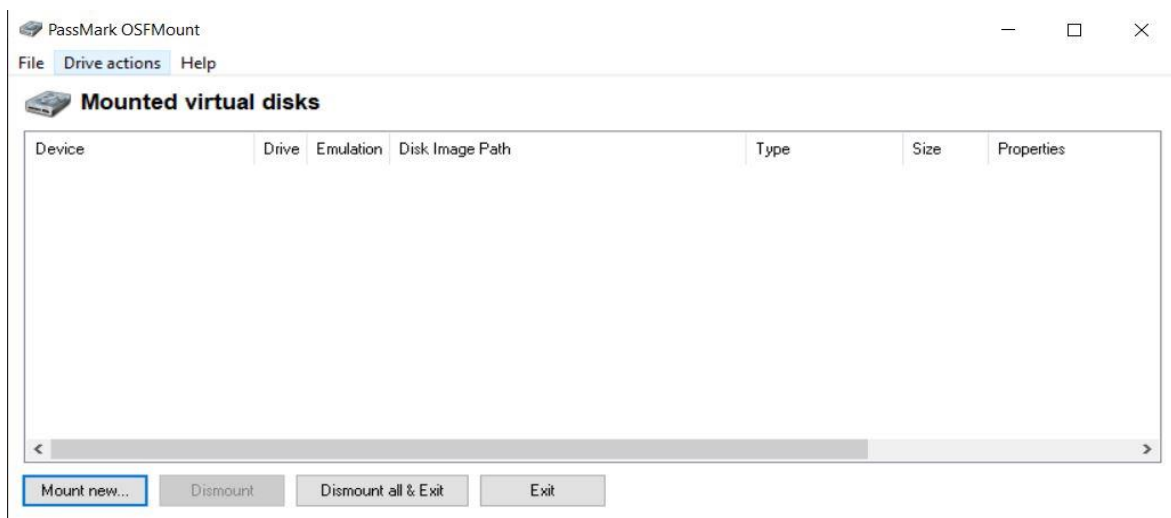 PassMark OSFMount
File Drive actions Help
Mounted virtual disks
Device Drive Emulation Disk Image Path Type Size Properties
Mount new... Dismount Dismount all & Exit Exit